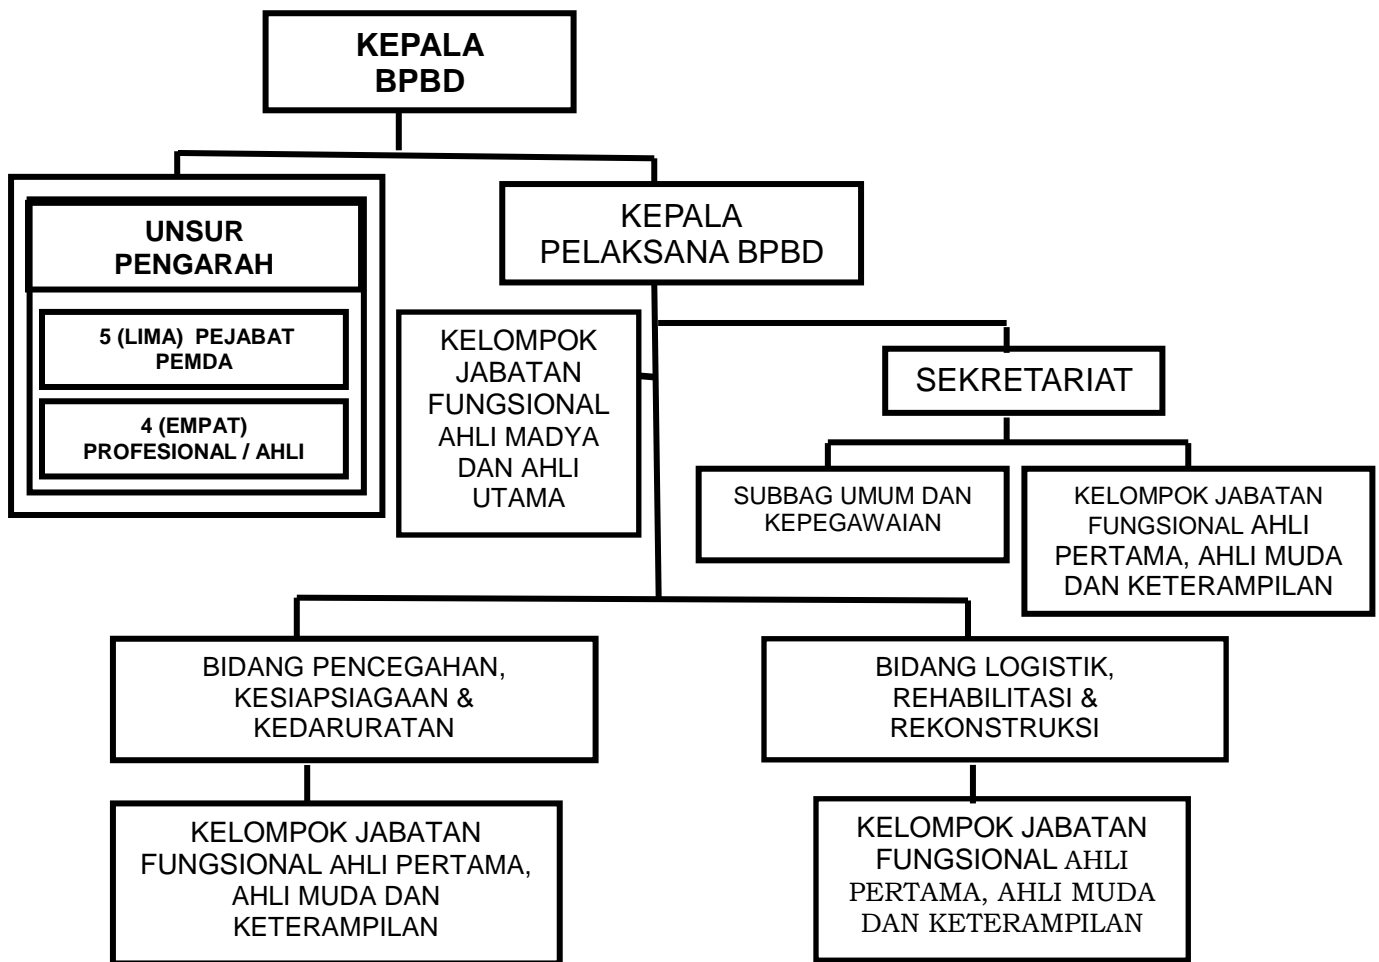 KEPALA
BPBD
UNSUR
PENGARAH
5 (LIMA) PEJABAT
PEMDA
4 (EMPAT)
PROFESIONAL / AHLI
KEPALA
PELAKSANA BPBD
KELOMPOK
JABATAN
FUNGSIONAL
AHLI MADYA
DAN AHLI
UTAMA
SEKRETARIAT
SUBBAG UMUM DAN
KEPEGAWAIAN
KELOMPOK JABATAN
FUNGSIONAL AHLI
PERTAMA, AHLI MUDA
DAN KETERAMPILAN
BIDANG PENCEGAHAN,
KESIAPSIAGAAN &
KEDARURATAN
BIDANG LOGISTIK,
REHABILITASI &
REKONSTRUKSI
KELOMPOK JABATAN
FUNGSIONAL AHLI PERTAMA,
AHLI MUDA DAN
KETERAMPILAN
KELOMPOK JABATAN
FUNGSIONAL AHLI
PERTAMA, AHLI MUDA
DAN KETERAMPILAN